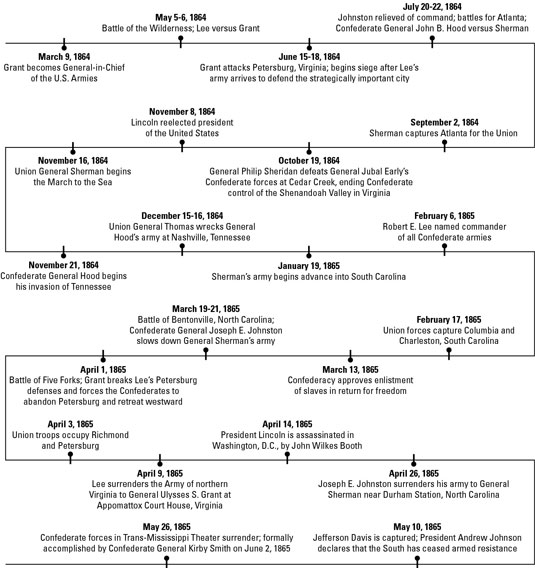 March 9, 1864
Grant becomes General-in-Chief
of the U.S. Armies
May 5-6, 1864
Battle of the Wilderness; Lee versus Grant
June 15-18, 1864
Grant attacks Petersburg, Virginia; begins siege after Lee's
army arrives to defend the strategically important city
July 20-22, 1864
Johnston relieved of command; battles for Atlanta;
Confederate General John B. Hood versus Sherman
September 2, 1864
Sherman captures Atlanta for the Union
October 19, 1864
General Philip Sheridan defeats General Jubal Early's
Confederate forces at Cedar Creek, ending Confederate
control of the Shenandoah Valley in Virginia
November 8, 1864
Lincoln reelected president
of the United States
November 16, 1864
Union General Sherman begins
the March to the Sea
November 21, 1864
Confederate General Hood begins
his invasion of Tennessee
December 15-16, 1864
Union General Thomas wrecks General
Hood's army at Nashville, Tennessee
January 19, 1865
Sherman's army begins advance into South Carolina
February 6, 1865
Robert E. Lee named commander
of all Confederate armies
February 17, 1865
Union forces capture Columbia and
Charleston, South Carolina
March 13, 1865
Confederacy approves enlistment
of slaves in return for freedom
March 19-21, 1865
Battle of Bentonville, North Carolina;
Confederate General Joseph E. Johnston
slows down General Sherman's army
April 1, 1865
Battle of Five Forks; Grant breaks Lee's Petersburg
defenses and forces the Confederates to
abandon Petersburg and retreat westward
April 3, 1865
Union troops occupy Richmond
and Petersburg
April 9, 1865
Lee surrenders the Army of northern
Virginia to General Ulysses S. Grant at
Appomattox Court House, Virginia
April 14, 1865
President Lincoln is assassinated in
Washington, D.C., by John Wilkes Booth
April 26, 1865
Joseph E. Johnston surrenders his army to General
Sherman near Durham Station, North Carolina
May 10, 1865
Jefferson Davis is captured; President Andrew Johnson
declares that the South has ceased armed resistance
May 26, 1865
Confederate forces in Trans-Mississippi Theater surrender; formally
accomplished by Confederate General Kirby Smith on June 2, 1865